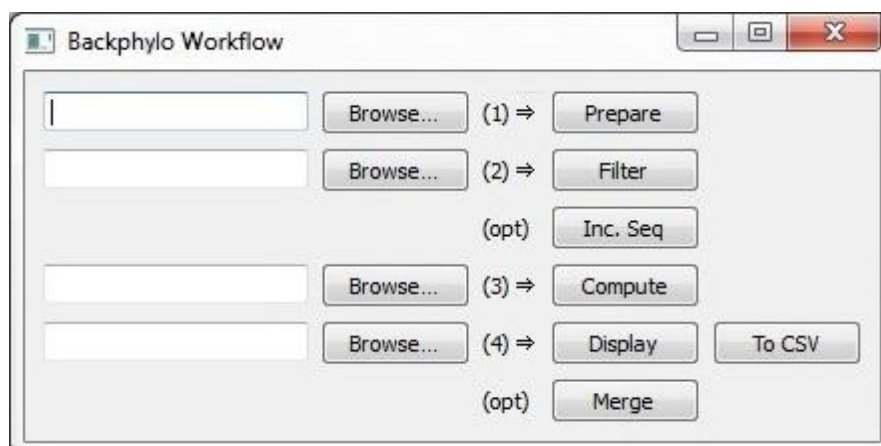 Backphylo Workflow
Browse... (1) ⇒ Prepare
Browse... (2) ⇒ Filter
(opt) Inc. Seq
Browse... (3) ⇒ Compute
Browse... (4) ⇒ Display To CSV
(opt) Merge